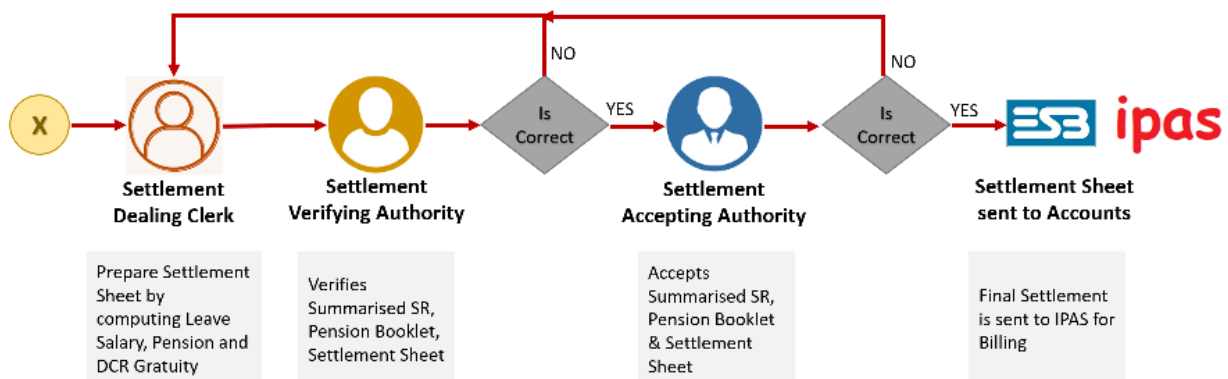 NO
NO
X
Is
Correct
YES
Is
Correct
YES
ESB
ipas
Settlement
Dealing Clerk
Settlement
Verifying Authority
Settlement
Accepting Authority
Settlement Sheet
sent to Accounts
Prepare Settlement
Sheet by
computing Leave
Salary, Pension and
DCR Gratuity
Verifies
Summarised SR,
Pension Booklet,
Settlement Sheet
Accepts
Summarised SR,
Pension Booklet
& Settlement
Sheet
Final Settlement
is sent to IPAS for
Billing